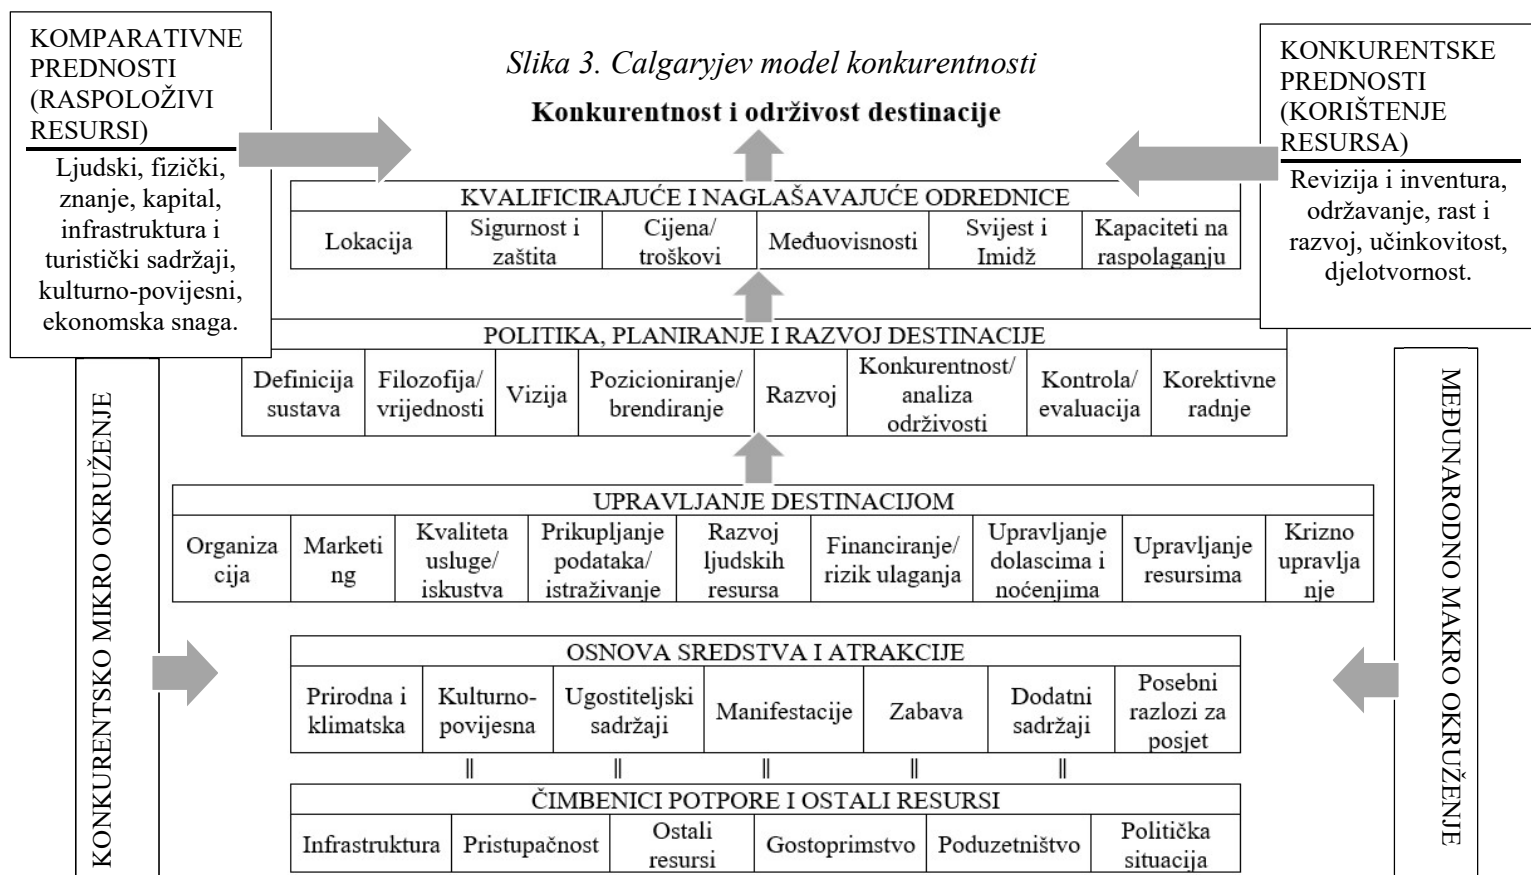 KOMPARATIVNE
PREDNOSTI
(RASPOLOŽIVI
RESURSI)
Ljudski, fizički,
znanje, kapital,
infrastruktura i
turistički sadržaji,
kulturno-povijesni,
ekonomska snaga.
Slika 3. Calgaryjev model konkurentnosti
Konkurentnost i održivost destinacije
KONKURENTSKE
PREDNOSTI
(KORIŠTENJE
RESURSA)
Revizija i inventura,
održavanje, rast i
razvoj, učinkovitost,
djelotvornost.
KVALIFICIRAJUĆE I NAGLAŠAVAJUĆE ODREDNICE
Lokacija
Sigurnost i
zaštita
Cijena/
troškovi
Međuovisnosti
Svijest i
Imidž
Kapaciteti na
raspolaganju
POLITIKA, PLANIRANJE I RAZVOJ DESTINACIJE
Definicija
sustava
Filozofija/
vrijednosti
Vizija
Pozicioniranje/
brendiranje
Razvoj
Konkurentnost/
analiza
održivosti
Kontrola/
evaluacija
Korektivne
radnje
UPRAVLJANJE DESTINACIJOM
Organiza
cija
Marketi
ng
Kvaliteta
usluge/
iskustva
Prikupljanje
podataka/
istraživanje
Razvoj
ljudskih
resursa
Financiranje/
rizik ulaganja
Upravljanje
dolascima i
noćenjima
Upravljanje
resursima
Krizno
upravlja
nje
OSNOVA SREDSTVA I ATRAKCIJE
Prirodna i
klimatska
Kulturno-
povijesna
Ugostiteljski
sadržaji
Manifestacije
Zabava
Dodatni
sadržaji
Posebni
razlozi za
posjet
ČIMBENICI POTPORE I OSTALI RESURSI
Infrastruktura
Pristupačnost
Ostali
resursi
Gostoprimstvo
Poduzetništvo
Politička
situacija
KONKURENTSKO MIKRO OKRUŽENJE
MEĐUNARODNO MAKRO OKRUŽENJE